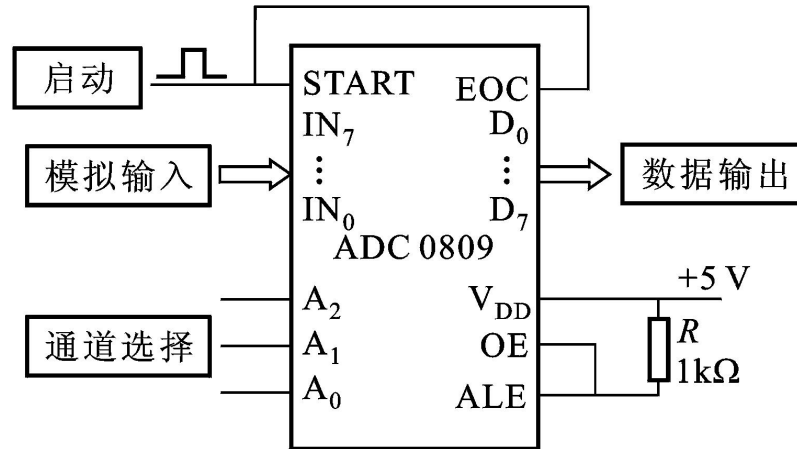 启动
START
EOC
IN₇
D₀
模拟输入
⋮
⋮
数据输出
IN₀
D₇
ADC 0809
A₂
V_DD
+5 V
通道选择
A₁
OE
R
1kΩ
A₀
ALE